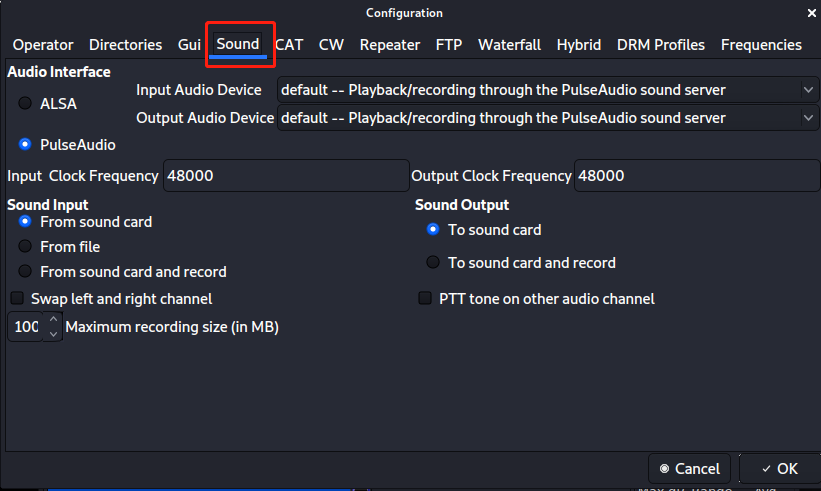 Configuration
Operator Directories Gui Sound CAT CW Repeater FTP Waterfall Hybrid DRM Profiles Frequencies
Audio Interface
Input Audio Device default -- Playback/recording through the PulseAudio sound server
ALSA
Output Audio Device default -- Playback/recording through the PulseAudio sound server
PulseAudio
Input Clock Frequency 48000 Output Clock Frequency 48000
Sound Input Sound Output
From sound card To sound card
From file
From sound card and record To sound card and record
Swap left and right channel PTT tone on other audio channel
100 Maximum recording size (in MB)
Cancel OK